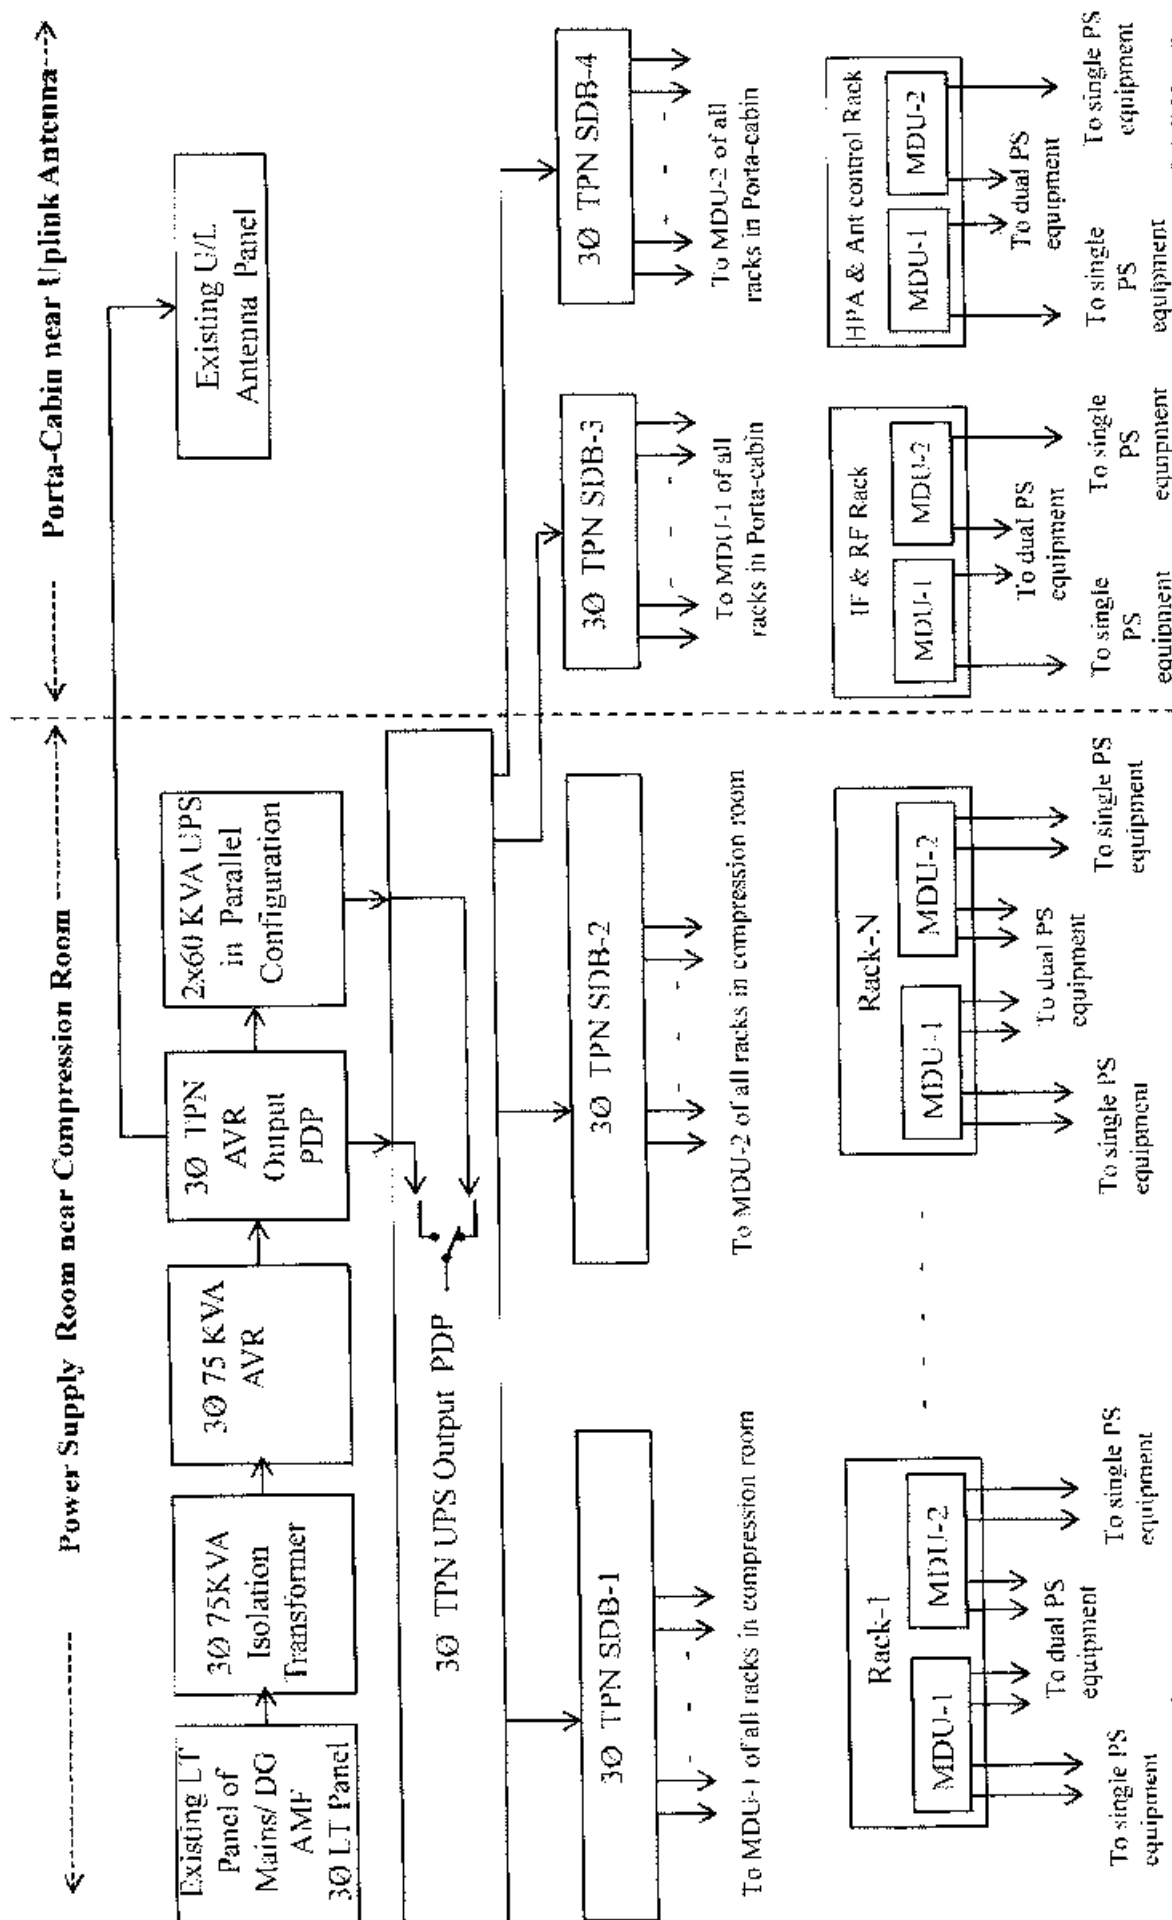 Power Supply Room near Compression Room
Porta-Cabin near Uplink Antenna
Existing LT
Panel of
Mains/ DG
AMF
3Ø LT Panel
3Ø 75KVA
Isolation
Transformer
3Ø 75 KVA
AVR
3Ø TPN
AVR
Output
PDP
2x60 KVA UPS
in Parallel
Configuration
Existing U/L
Antenna Panel
3Ø TPN UPS Output PDP
3Ø TPN SDB-1
3Ø TPN SDB-2
3Ø TPN SDB-3
3Ø TPN SDB-4
To MDU-1 of all racks in compression room
To MDU-2 of all racks in compression room
To MDU-1 of all
racks in Porta-cabin
To MDU-2 of all
racks in Porta-cabin
Rack-1
MDU-1
MDU-2
To single PS
equipment
To dual PS
equipment
To single PS
equipment
Rack-N
MDU-1
MDU-2
To single PS
equipment
To dual PS
equipment
To single PS
equipment
IF & RF Rack
MDU-1
MDU-2
To single
PS
equipment
To dual PS
equipment
To single
PS
equipment
HPA & Ant control Rack
MDU-1
MDU-2
To single
PS
equipment
To dual PS
equipment
To single PS
equipment